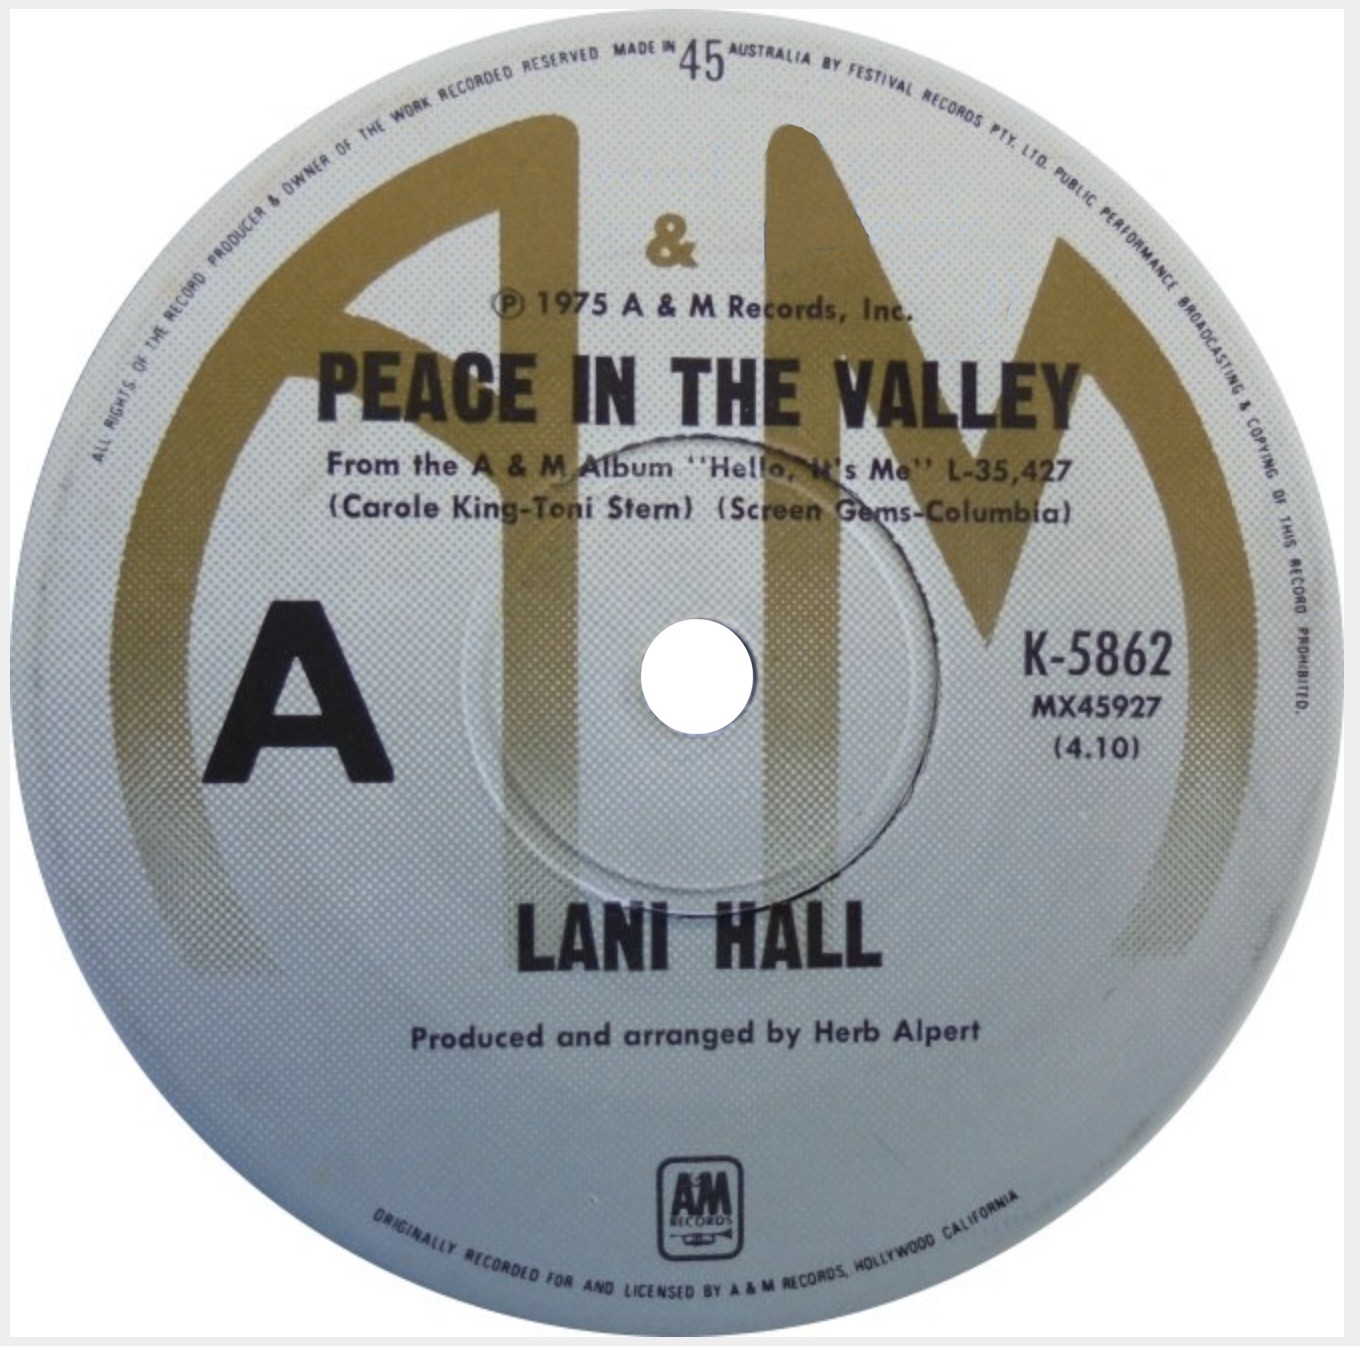 ALL RIGHTS OF THE RECORD PRODUCER & OWNER OF THE WORK RECORDED RESERVED MADE IN 45 AUSTRALIA BY FESTIVAL RECORDS PTY. LTD. PUBLIC PERFORMANCE BROADCASTING & COPYING OF THIS RECORD PROHIBITED.
A & M
Ⓟ 1975 A & M Records, Inc.
PEACE IN THE VALLEY
From the A & M Album "Hello, It's Me" L-35,427
(Carole King-Toni Stern) (Screen Gems-Columbia)
A
K-5862
MX45927
(4.10)
LANI HALL
Produced and arranged by Herb Alpert
A&M
RECORDS
ORIGINALLY RECORDED FOR AND LICENSED BY A & M RECORDS, HOLLYWOOD CALIFORNIA